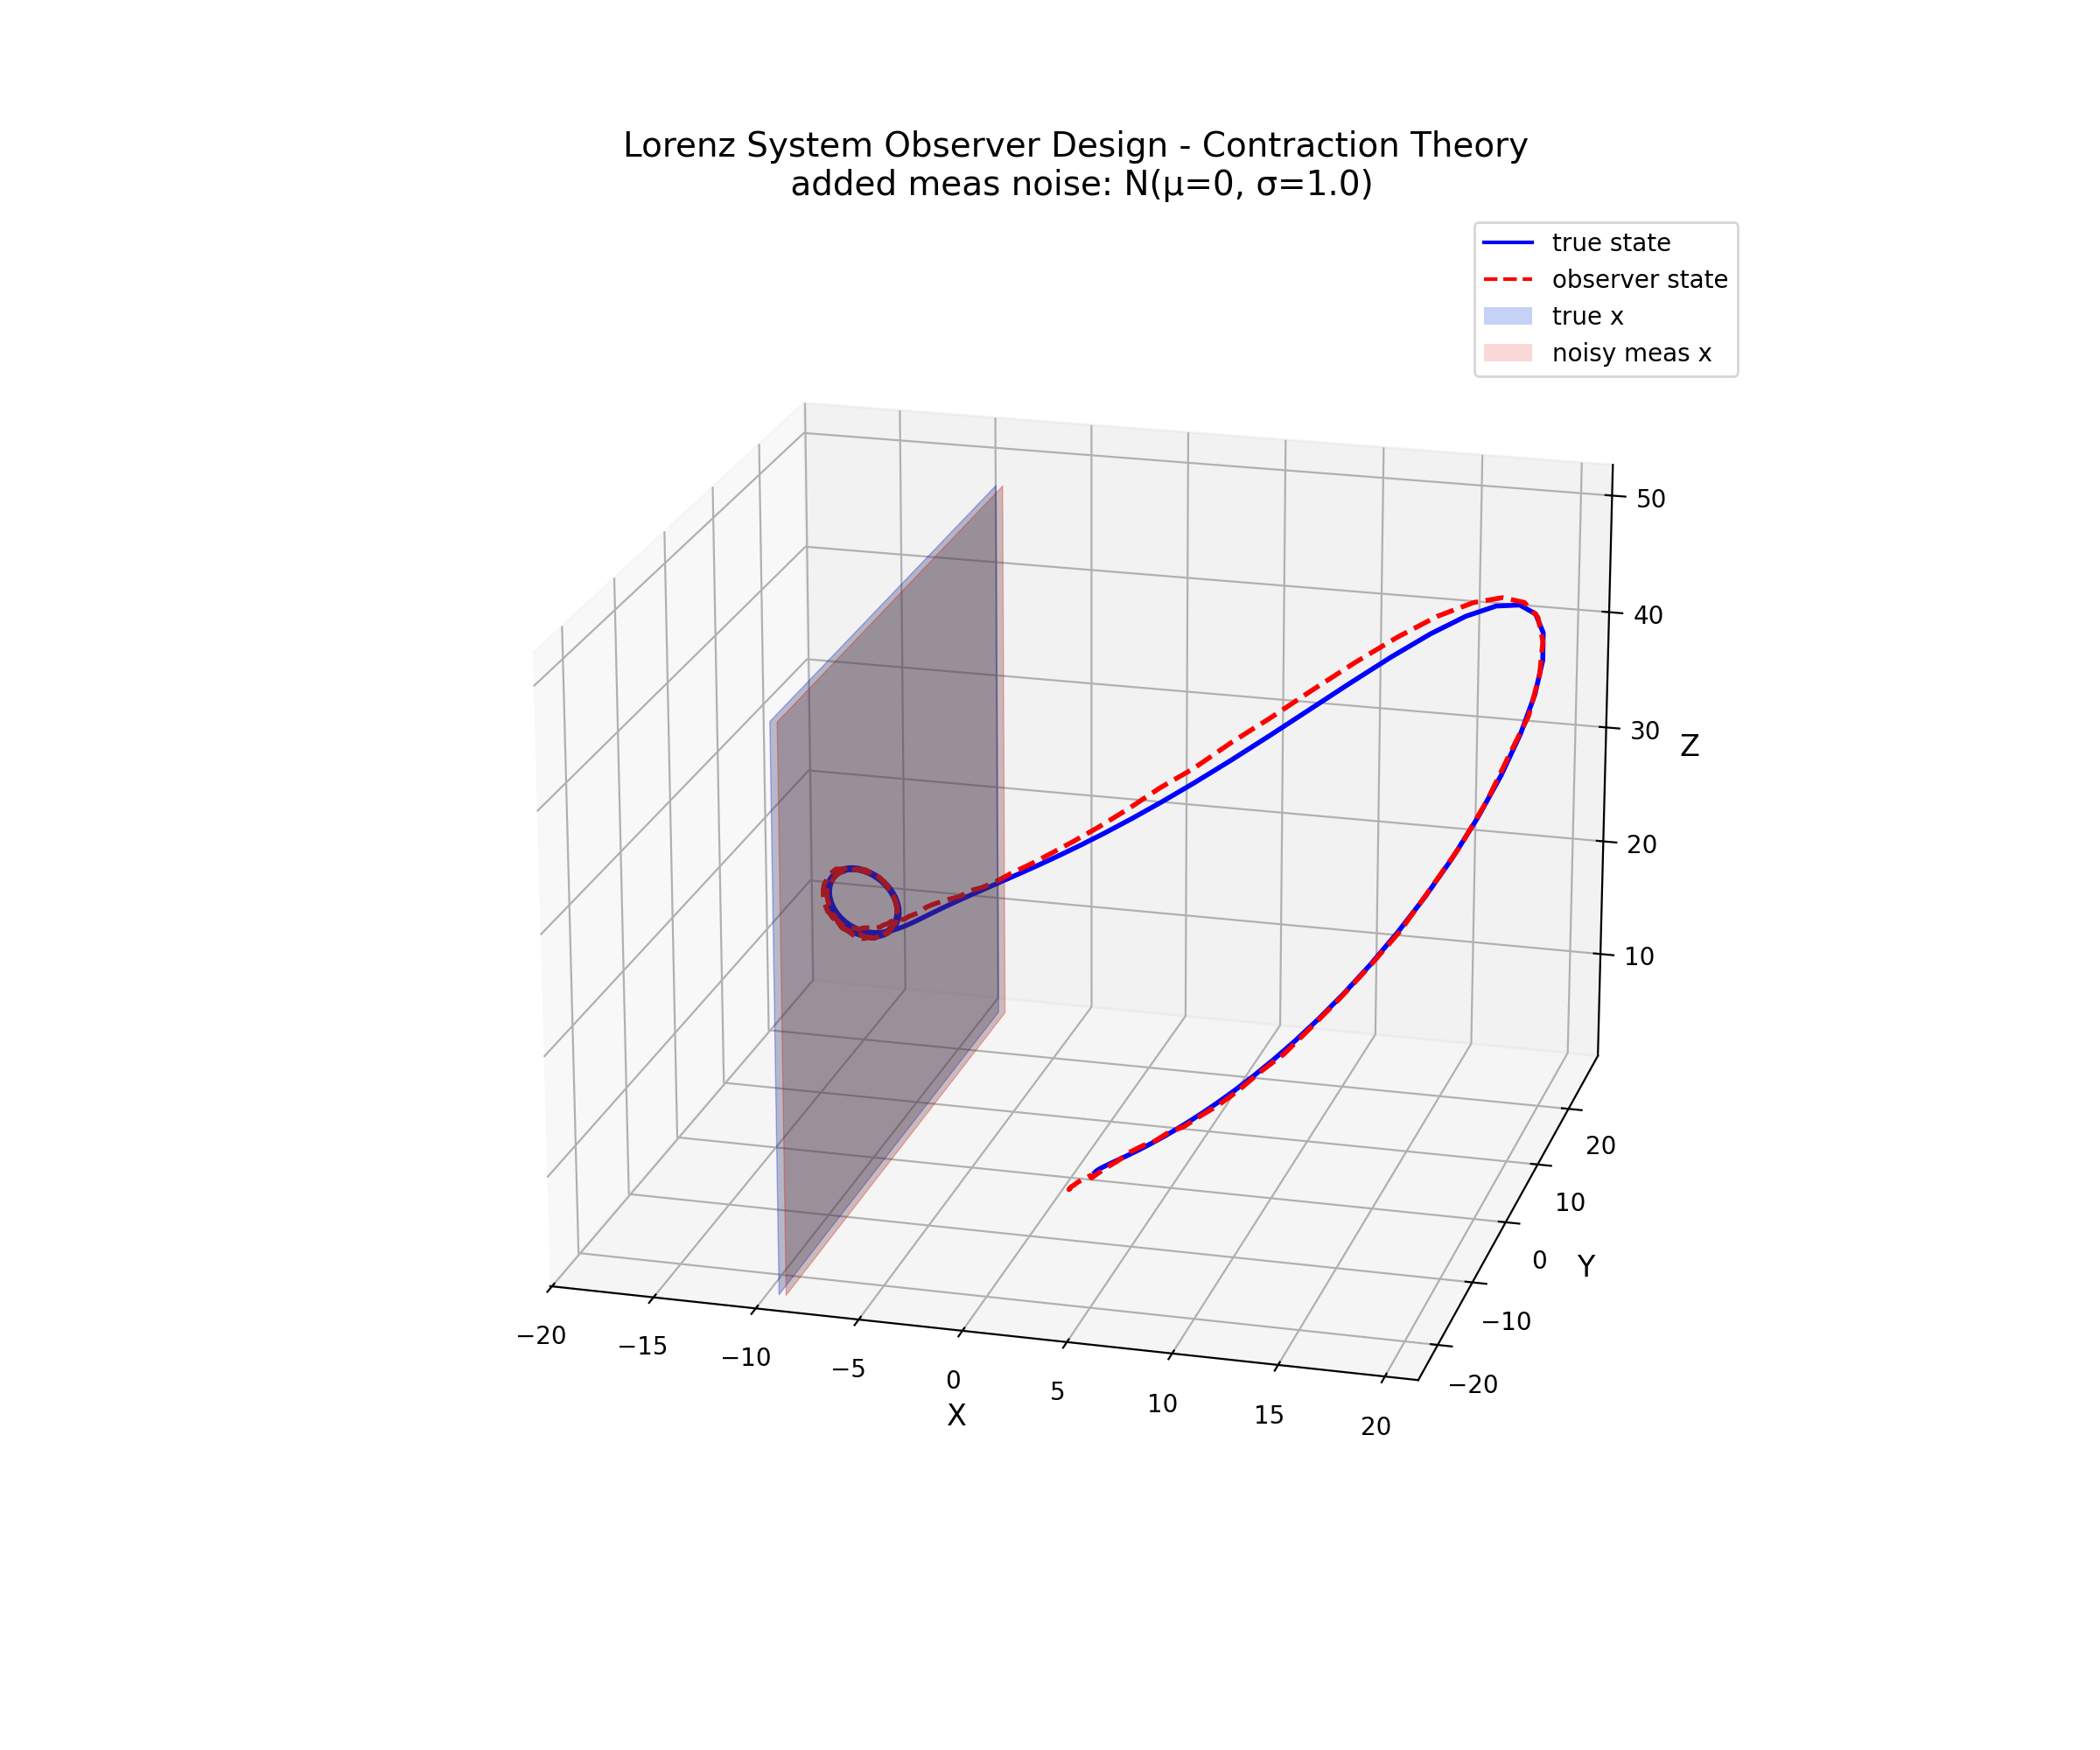 Lorenz System Observer Design - Contraction Theory
added meas noise: N(μ=0, σ=1.0)
true state
observer state
true x
noisy meas x
50
40
30
Z
20
10
20
10
0
Y
−10
−20
−20
−15
−10
−5
0
5
10
15
20
X